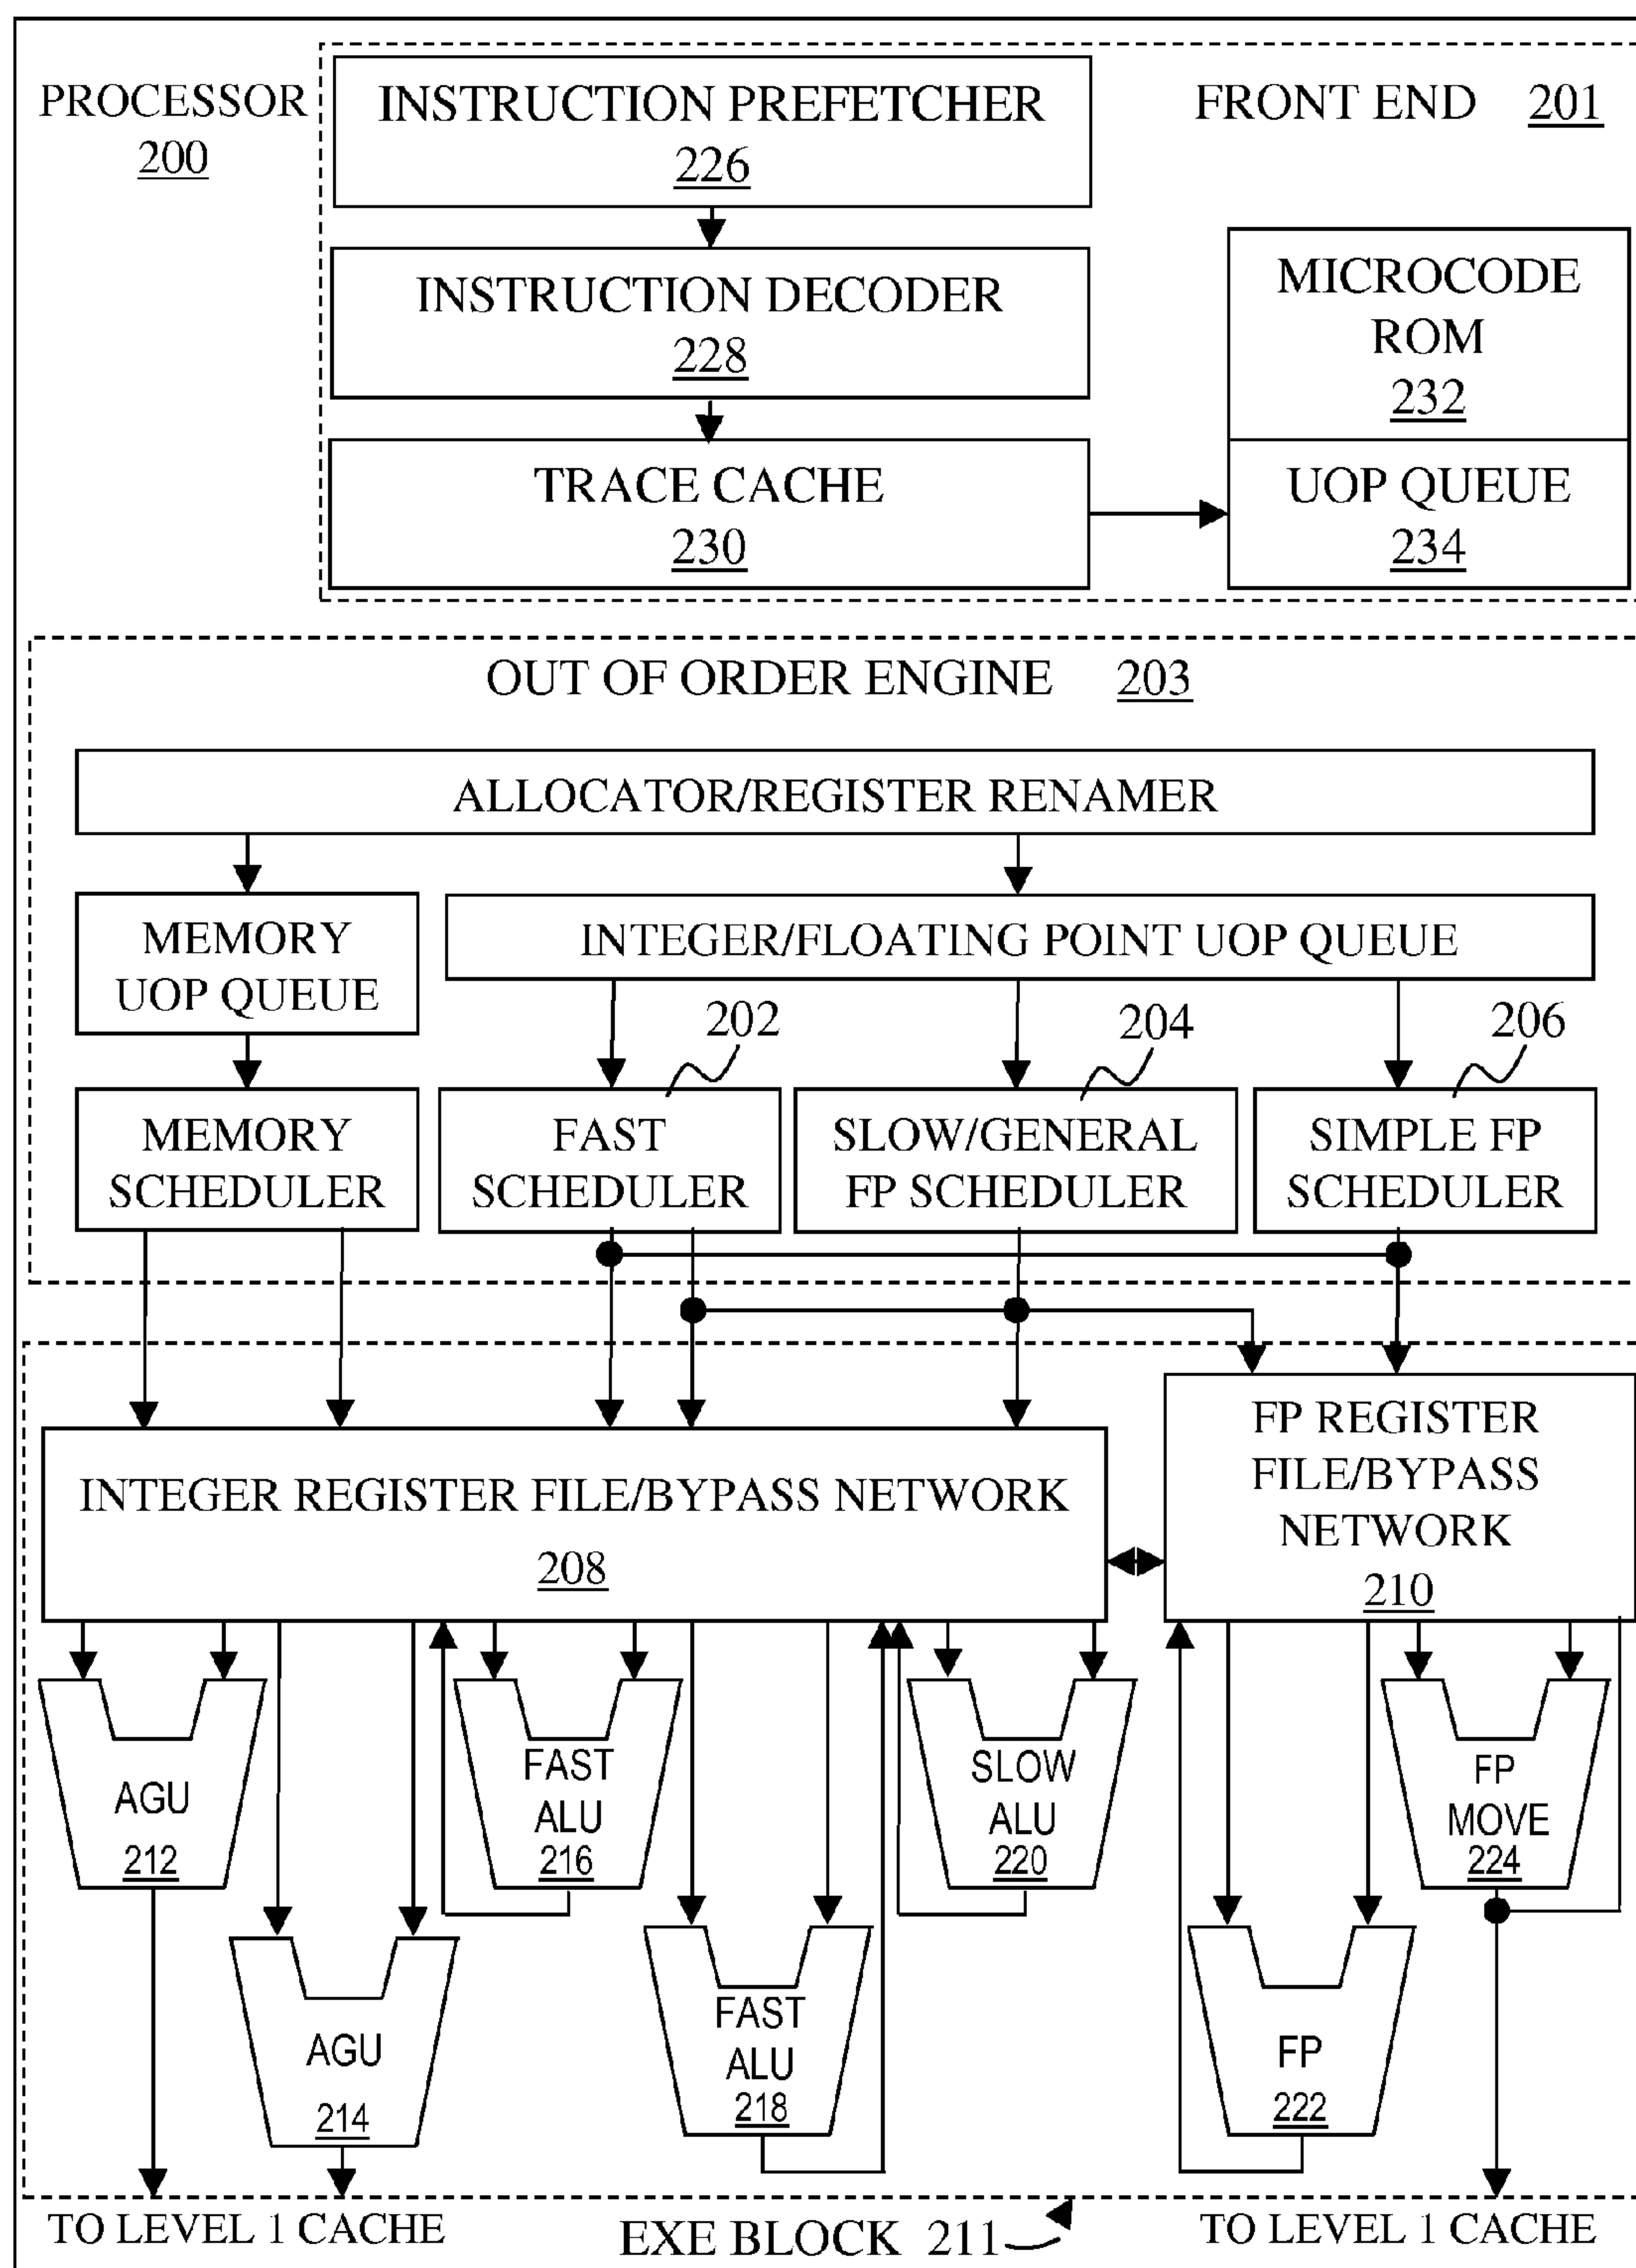 PROCESSOR
200
INSTRUCTION PREFETCHER
226
FRONT END 201
INSTRUCTION DECODER
228
MICROCODE
ROM
232
TRACE CACHE
230
UOP QUEUE
234
OUT OF ORDER ENGINE 203
ALLOCATOR/REGISTER RENAMER
MEMORY
UOP QUEUE
INTEGER/FLOATING POINT UOP QUEUE
202
204
206
MEMORY
SCHEDULER
FAST
SCHEDULER
SLOW/GENERAL
FP SCHEDULER
SIMPLE FP
SCHEDULER
INTEGER REGISTER FILE/BYPASS NETWORK
208
FP REGISTER
FILE/BYPASS
NETWORK
210
AGU
212
FAST
ALU
216
SLOW
ALU
220
FP
MOVE
224
AGU
214
FAST
ALU
218
FP
222
TO LEVEL 1 CACHE
EXE BLOCK 211
TO LEVEL 1 CACHE